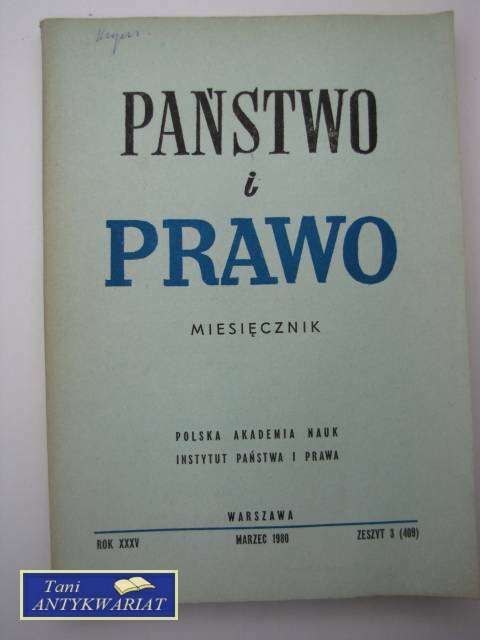 PAŃSTWO
i
PRAWO
MIESIĘCZNIK
POLSKA AKADEMIA NAUK
INSTYTUT PAŃSTWA I PRAWA
WARSZAWA
ROK XXXV MARZEC 1980 ZESZYT 3 (409)
Tani
ANTYKWARIAT